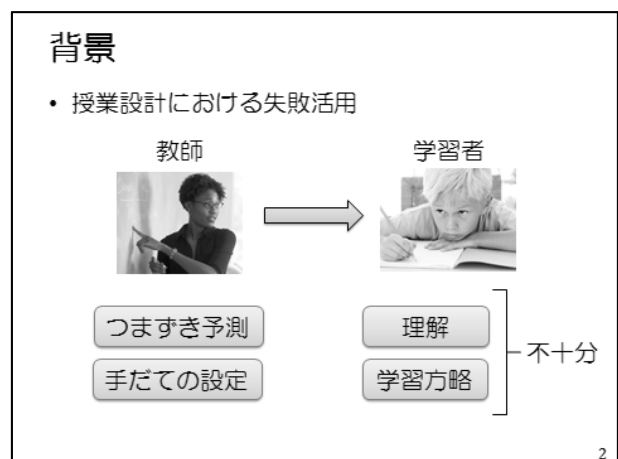 背景
• 授業設計における失敗活用
教師
学習者
つまずき予測
理解
手だての設定
学習方略
不十分
2